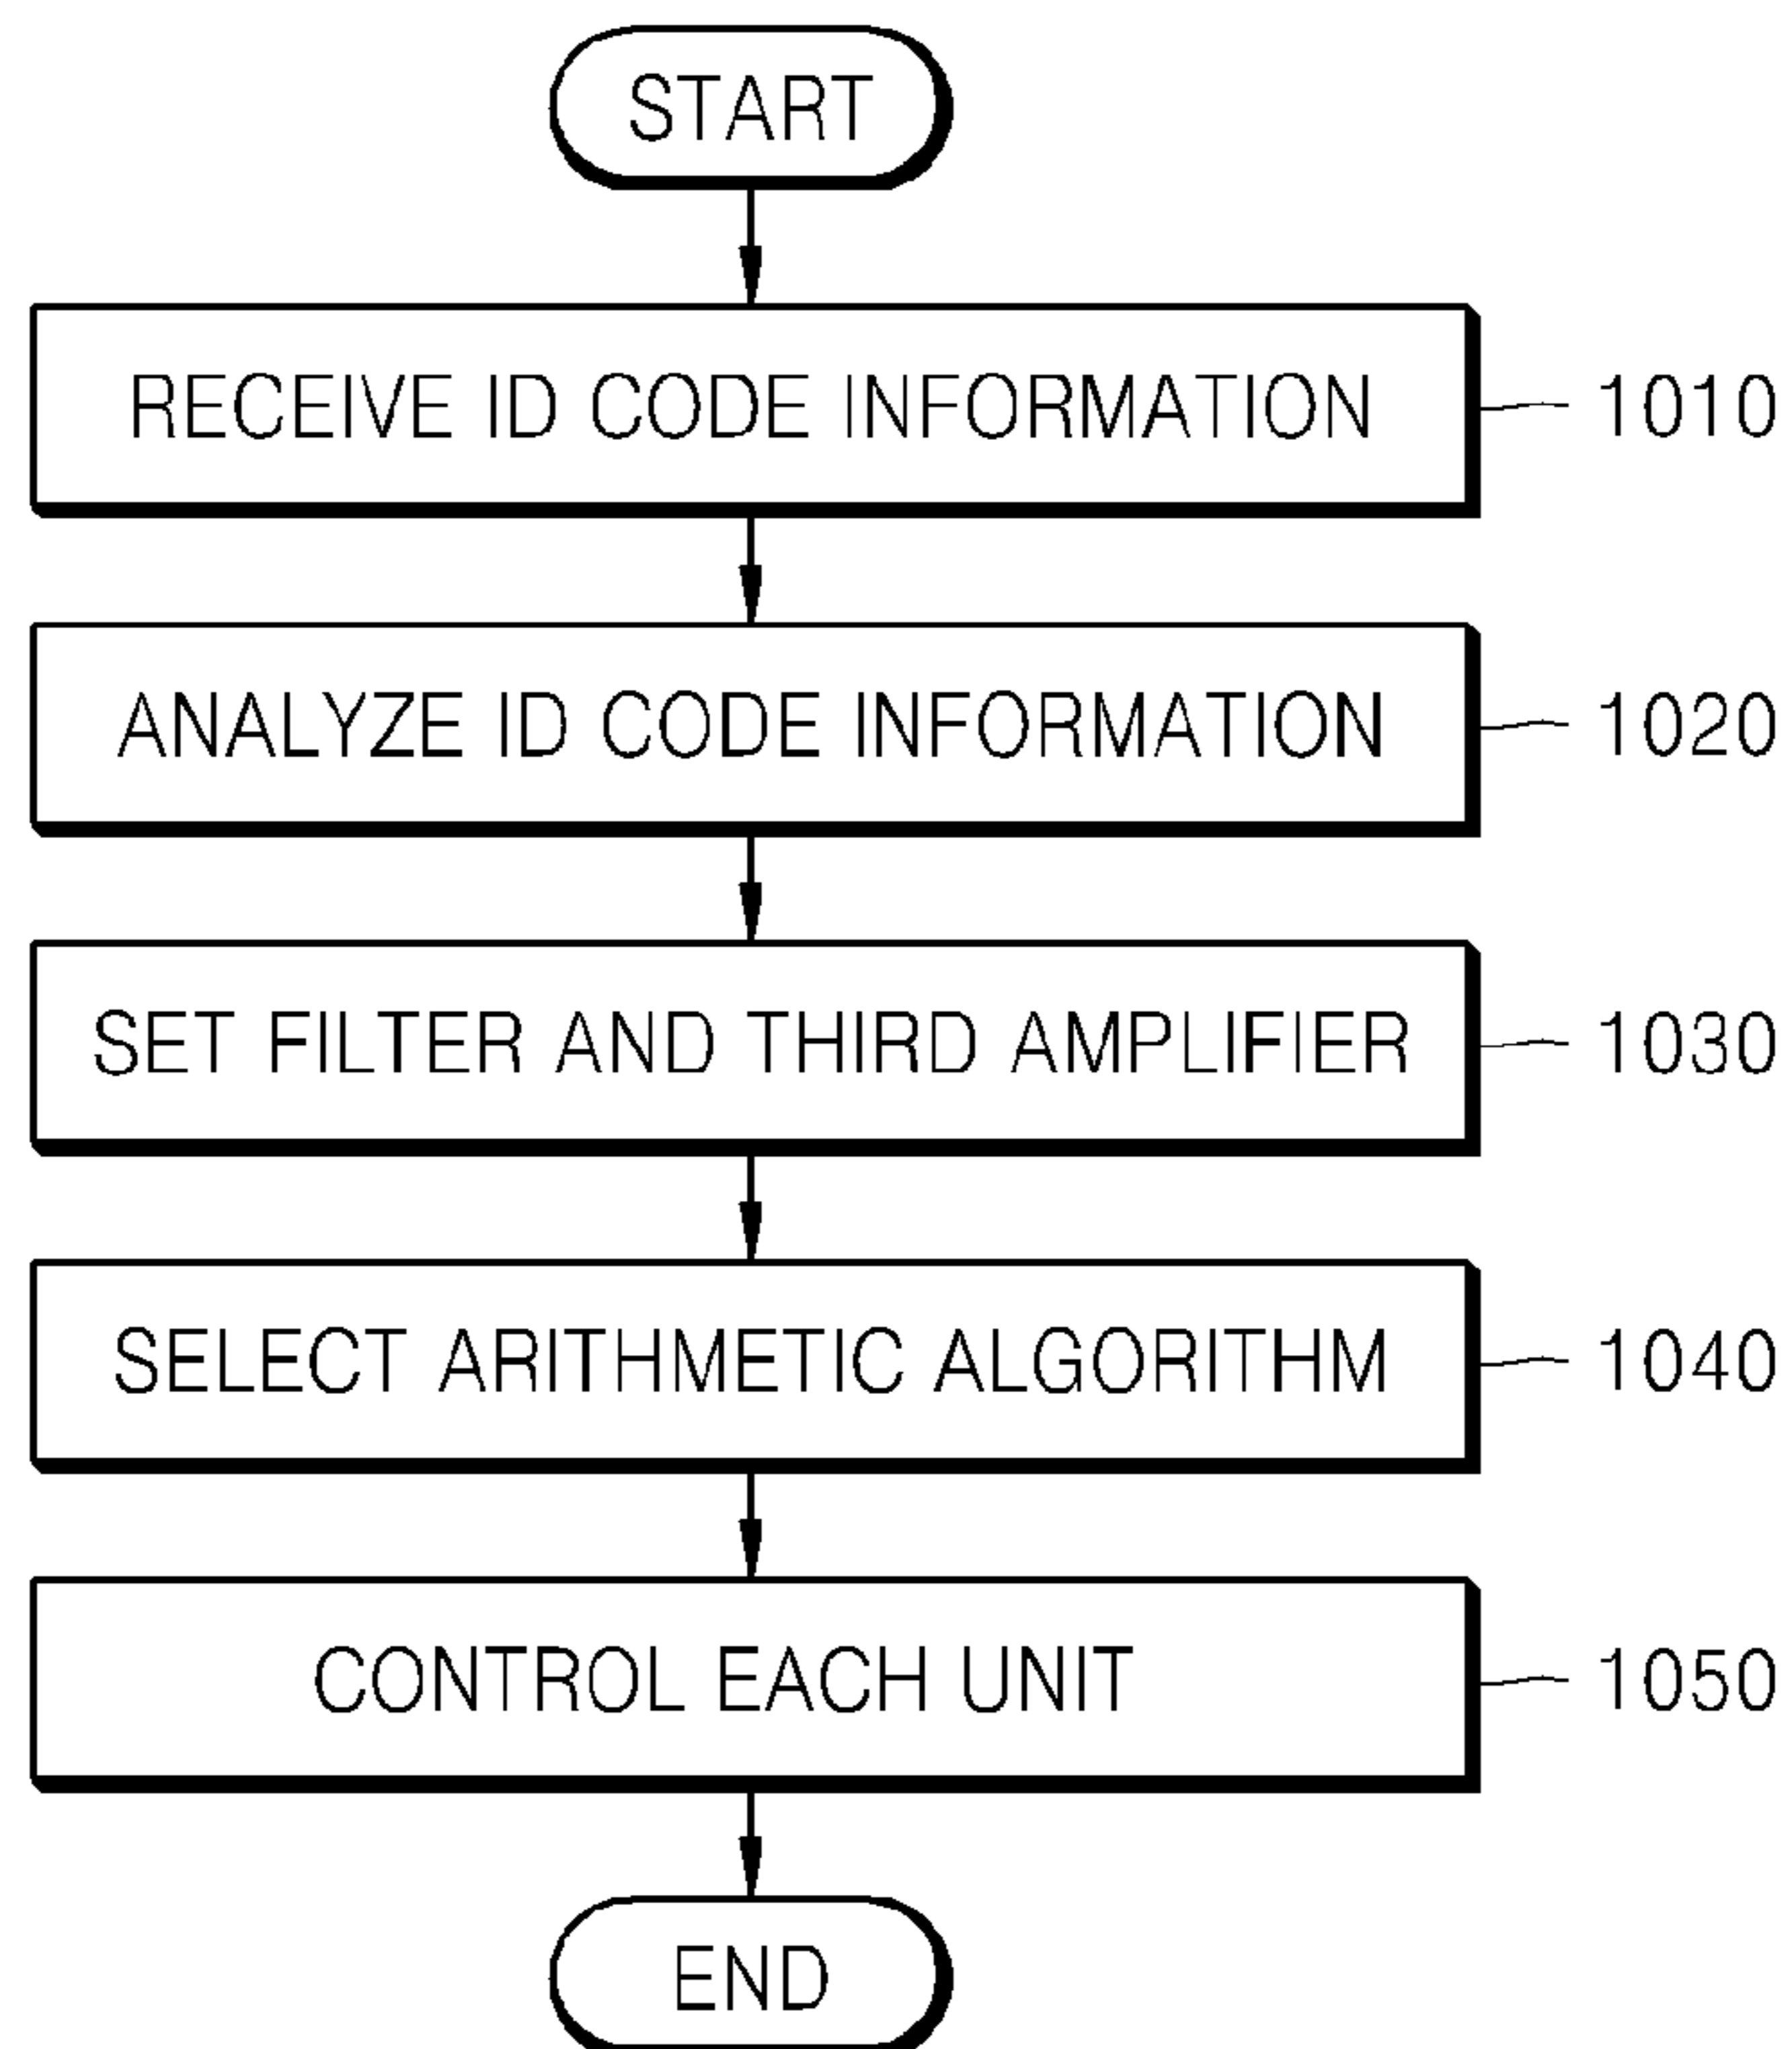 START
RECEIVE ID CODE INFORMATION 1010
ANALYZE ID CODE INFORMATION 1020
SET FILTER AND THIRD AMPLIFIER 1030
SELECT ARITHMETIC ALGORITHM 1040
CONTROL EACH UNIT 1050
END